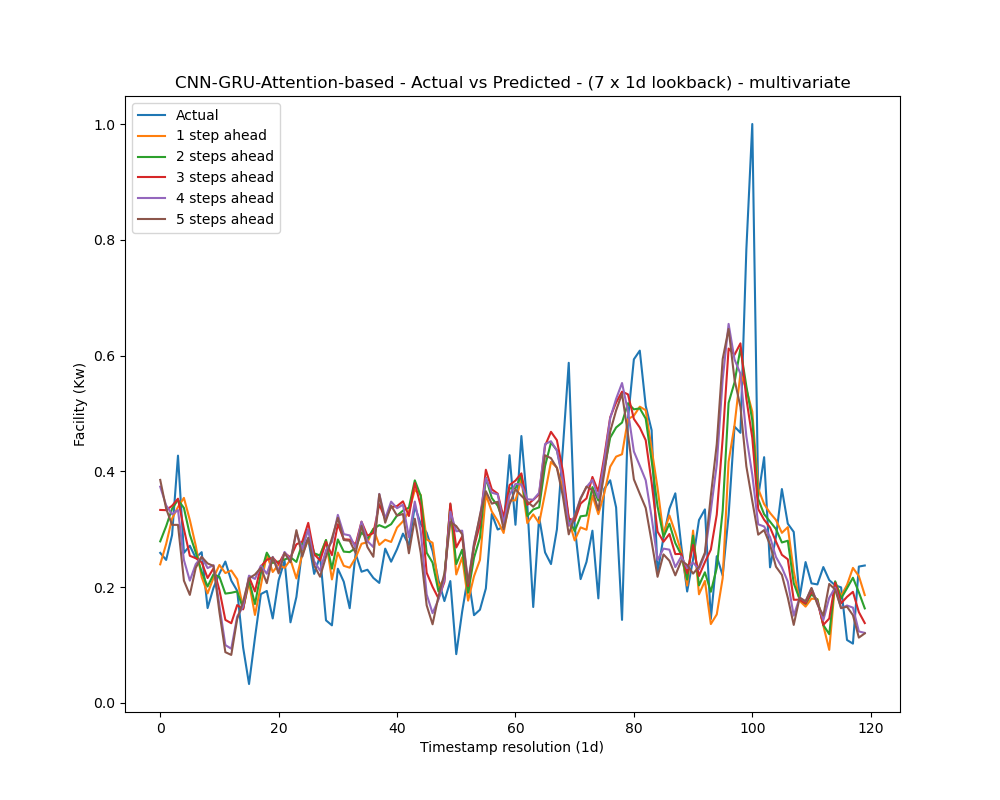 CNN-GRU-Attention-based - Actual vs Predicted - (7 x 1d lookback) - multivariate
Actual
1 step ahead
2 steps ahead
3 steps ahead
4 steps ahead
5 steps ahead
1.0
0.8
0.6
0.4
0.2
0.0
Facility (Kw)
0 20 40 60 80 100 120
Timestamp resolution (1d)